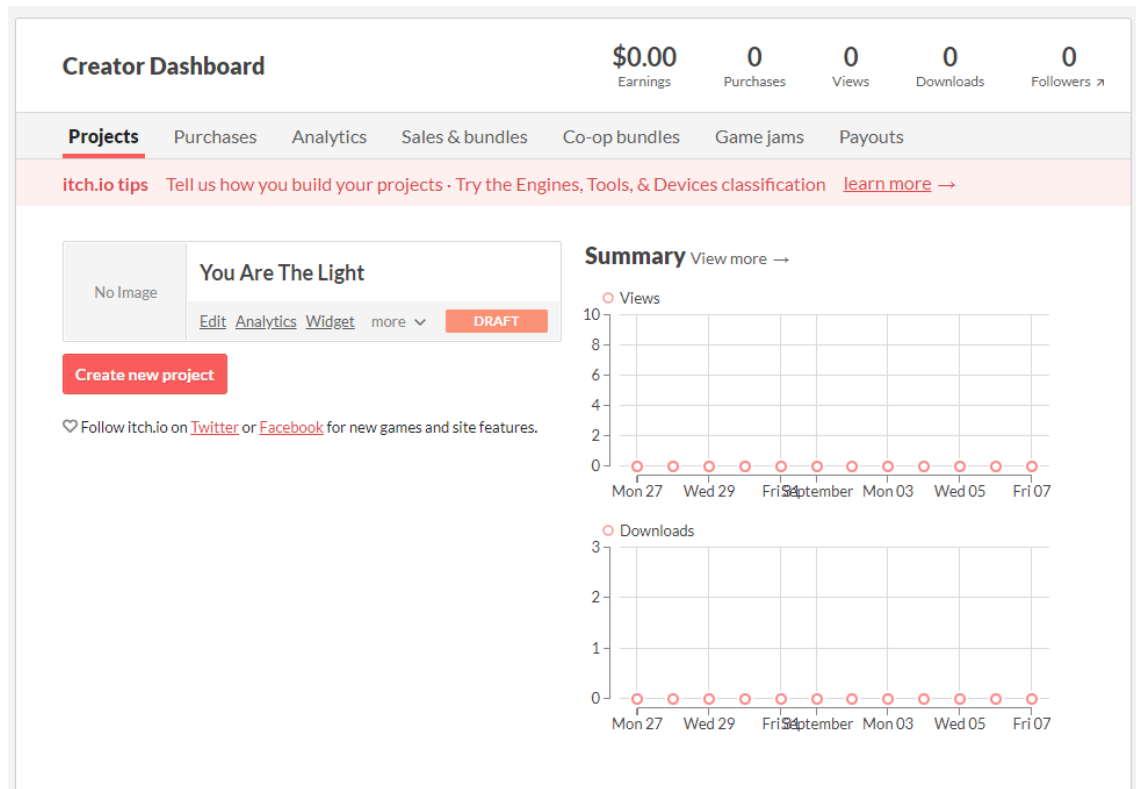 Creator Dashboard
$0.00 0 0 0 0
Earnings Purchases Views Downloads Followers ↗
Projects Purchases Analytics Sales & bundles Co-op bundles Game jams Payouts
itch.io tips Tell us how you build your projects · Try the Engines, Tools, & Devices classification learn more →
No Image
You Are The Light
Edit Analytics Widget more DRAFT
Create new project
Follow itch.io on Twitter or Facebook for new games and site features.
Summary View more →
Views
10
8
6
4
2
0
Mon 27 Wed 29 Fri September Mon 03 Wed 05 Fri 07
Downloads
3
2
1
0
Mon 27 Wed 29 Fri September Mon 03 Wed 05 Fri 07